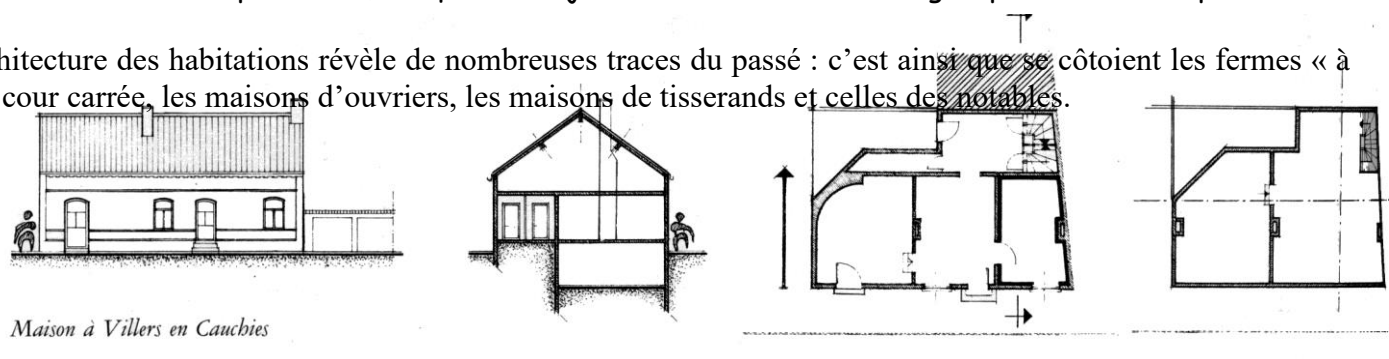 hitecture des habitations révèle de nombreuses traces du passé : c’est ainsi que se côtoient les fermes « à
cour carrée, les maisons d’ouvriers, les maisons de tisserands et celles des notables.
Maison à Villers en Cauchies